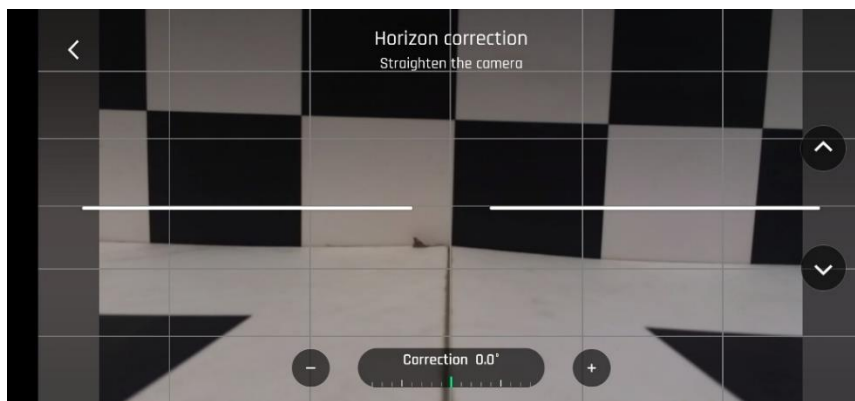 Horizon correction
Straighten the camera
Correction 0.0°